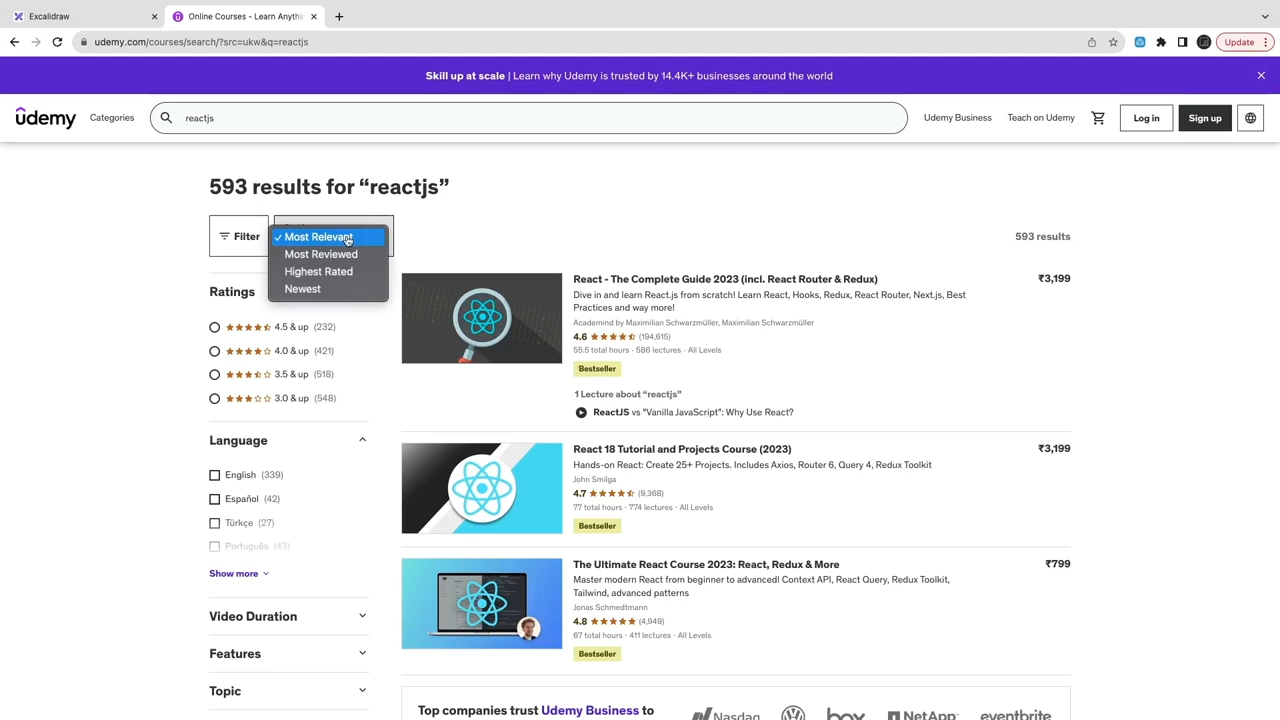 Excalidraw
Online Courses - Learn Anythin
udemy.com/courses/search/?src=ukw&q=reactjs
Update
Skill up at scale | Learn why Udemy is trusted by 14.4K+ businesses around the world
udemy
Categories
reactjs
Udemy Business
Teach on Udemy
Log in
Sign up
593 results for “reactjs”
Filter
Most Relevant
Most Reviewed
Highest Rated
Newest
593 results
Ratings
4.5 & up (232)
4.0 & up (421)
3.5 & up (518)
3.0 & up (548)
Language
English (339)
Español (42)
Türkçe (27)
Português (43)
Show more
Video Duration
Features
Topic
React - The Complete Guide 2023 (incl. React Router & Redux)
₹3,199
Dive in and learn React.js from scratch! Learn React, Hooks, Redux, React Router, Next.js, Best
Practices and way more!
Academind by Maximilian Schwarzmüller, Maximilian Schwarzmüller
4.6 (194,615)
55.5 total hours · 586 lectures · All Levels
Bestseller
1 Lecture about “reactjs”
ReactJS vs "Vanilla JavaScript": Why Use React?
React 18 Tutorial and Projects Course (2023)
₹3,199
Hands-on React: Create 25+ Projects. Includes Axios, Router 6, Query 4, Redux Toolkit
John Smilga
4.7 (9,368)
77 total hours · 774 lectures · All Levels
Bestseller
The Ultimate React Course 2023: React, Redux & More
₹799
Master modern React from beginner to advanced! Context API, React Query, Redux Toolkit,
Tailwind, advanced patterns
Jonas Schmedtmann
4.8 (4,949)
67 total hours · 411 lectures · All Levels
Bestseller
Top companies trust Udemy Business to
Nasdaq
box
NetApp
eventbrite